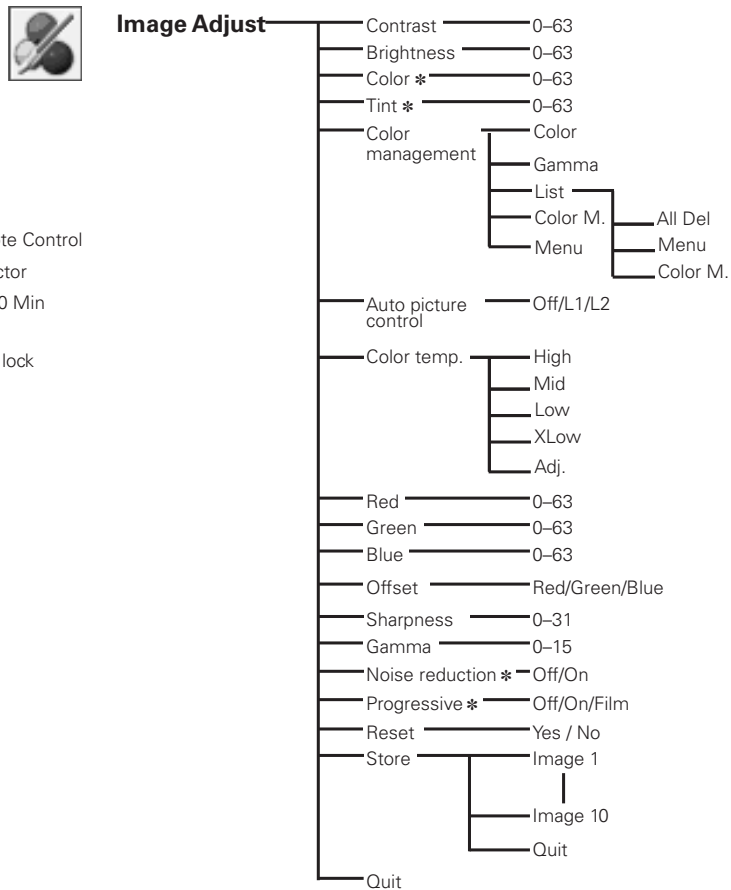 Image Adjust
Contrast 0–63
Brightness 0–63
Color ✻ 0–63
Tint ✻ 0–63
Color management
Color
Gamma
List
All Del
Menu
Color M.
Color M.
Menu
te Control
ctor
0 Min
lock
Auto picture control Off/L1/L2
Color temp. High
Mid
Low
XLow
Adj.
Red 0–63
Green 0–63
Blue 0–63
Offset Red/Green/Blue
Sharpness 0–31
Gamma 0–15
Noise reduction ✻ Off/On
Progressive ✻ Off/On/Film
Reset Yes / No
Store Image 1
Image 10
Quit
Quit